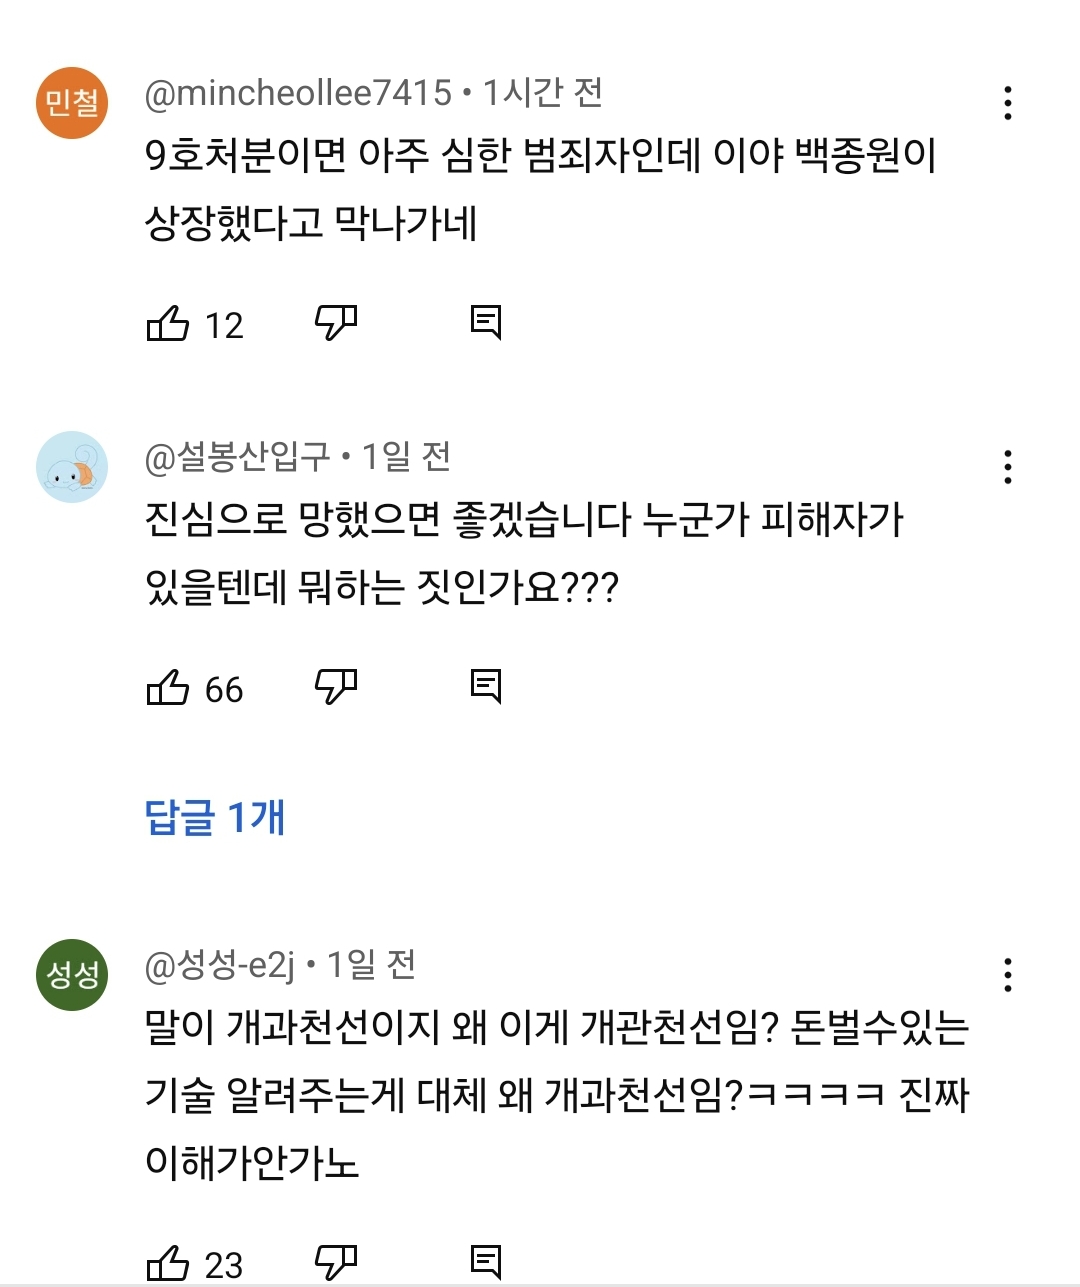 민철
@mincheollee7415 • 1시간 전
9호처분이면 아주 심한 범죄자인데 이야 백종원이
상장했다고 막나가네
12
@설봉산입구 • 1일 전
진심으로 망했으면 좋겠습니다 누군가 피해자가
있을텐데 뭐하는 짓인가요???
66
답글 1개
성성
@성성-e2j • 1일 전
말이 개과천선이지 왜 이게 개관천선임? 돈벌수있는
기술 알려주는게 대체 왜 개과천선임?ㅋㅋㅋㅋ 진짜
이해가안가노
23